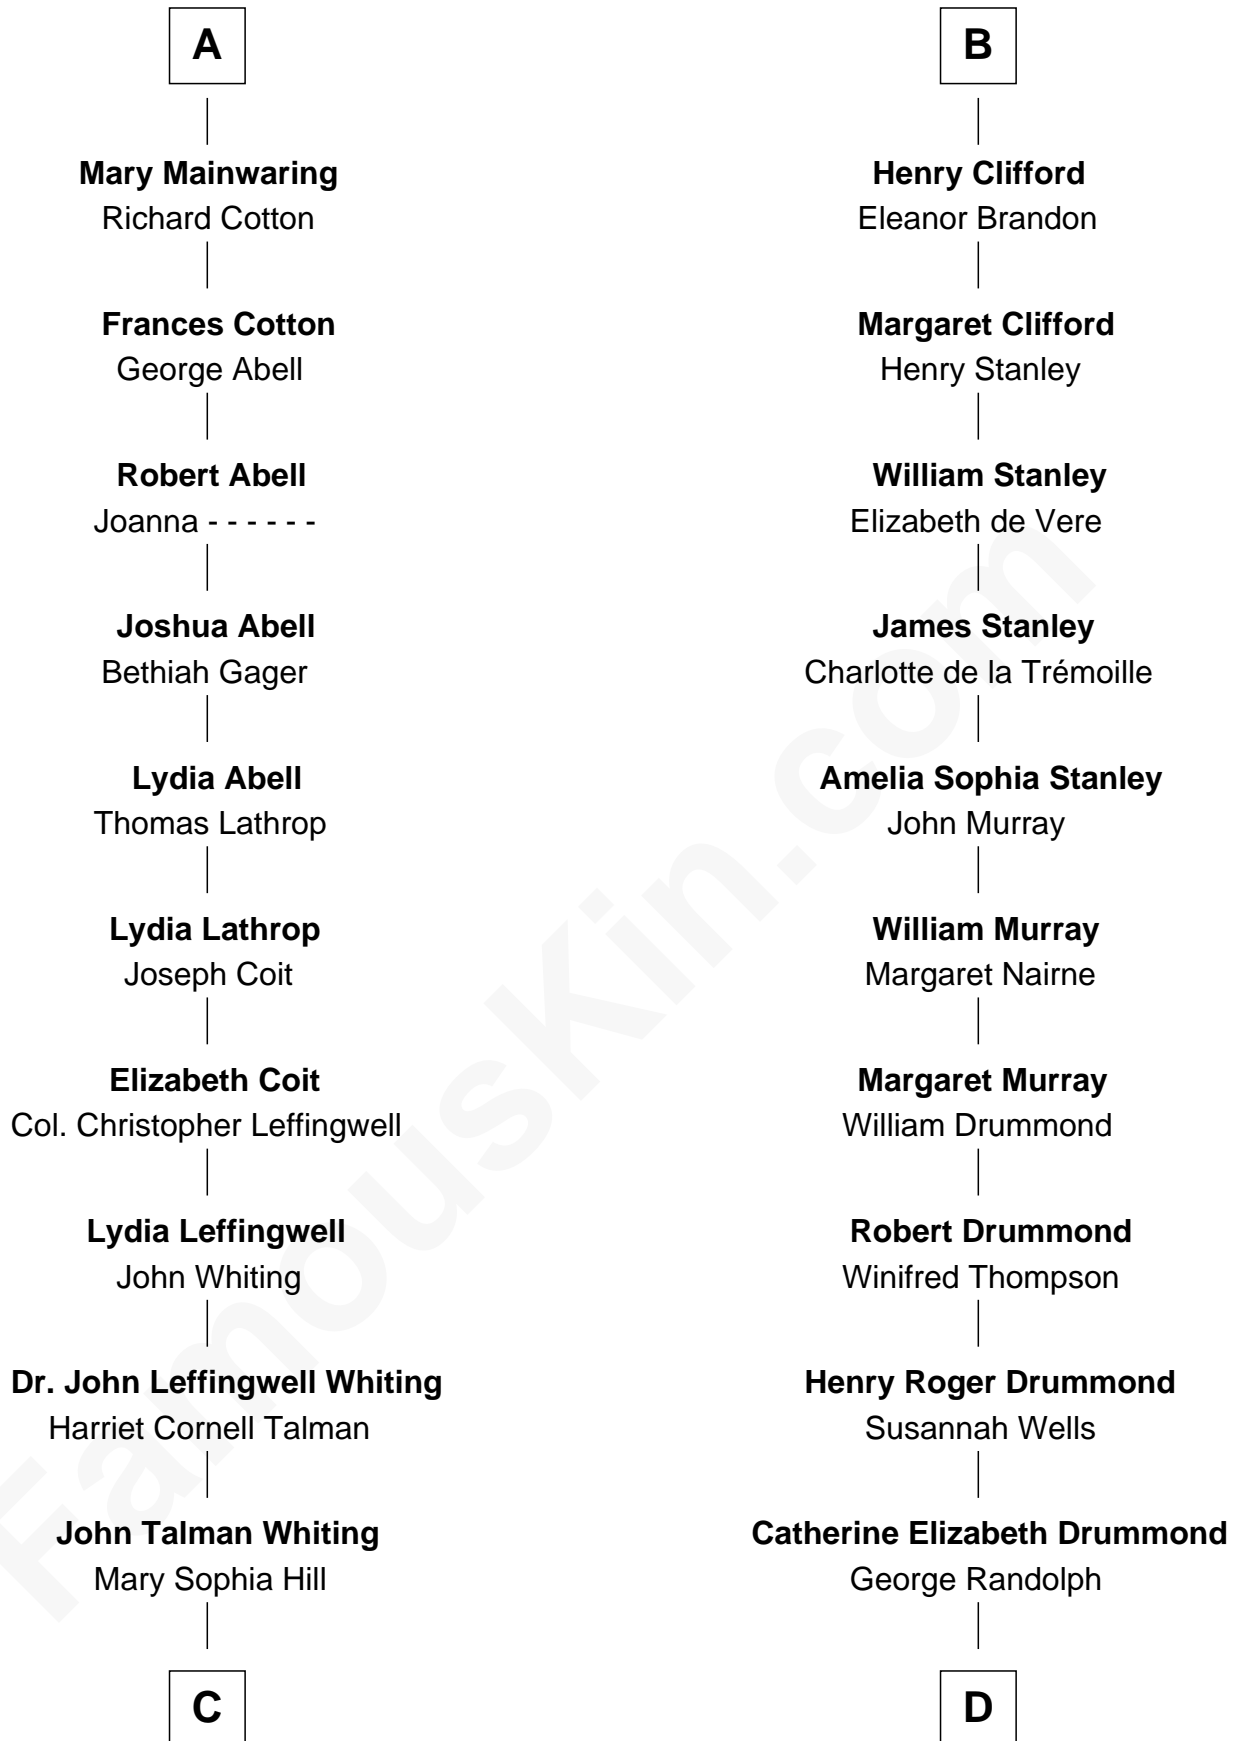 A
Mary Mainwaring
Richard Cotton
Frances Cotton
George Abell
Robert Abell
Joanna - - - - - -
Joshua Abell
Bethiah Gager
Lydia Abell
Thomas Lathrop
Lydia Lathrop
Joseph Coit
Elizabeth Coit
Col. Christopher Leffingwell
Lydia Leffingwell
John Whiting
Dr. John Leffingwell Whiting
Harriet Cornell Talman
John Talman Whiting
Mary Sophia Hill
C
B
Henry Clifford
Eleanor Brandon
Margaret Clifford
Henry Stanley
William Stanley
Elizabeth de Vere
James Stanley
Charlotte de la Trémoille
Amelia Sophia Stanley
John Murray
William Murray
Margaret Nairne
Margaret Murray
William Drummond
Robert Drummond
Winifred Thompson
Henry Roger Drummond
Susannah Wells
Catherine Elizabeth Drummond
George Randolph
D
FamousKin.com